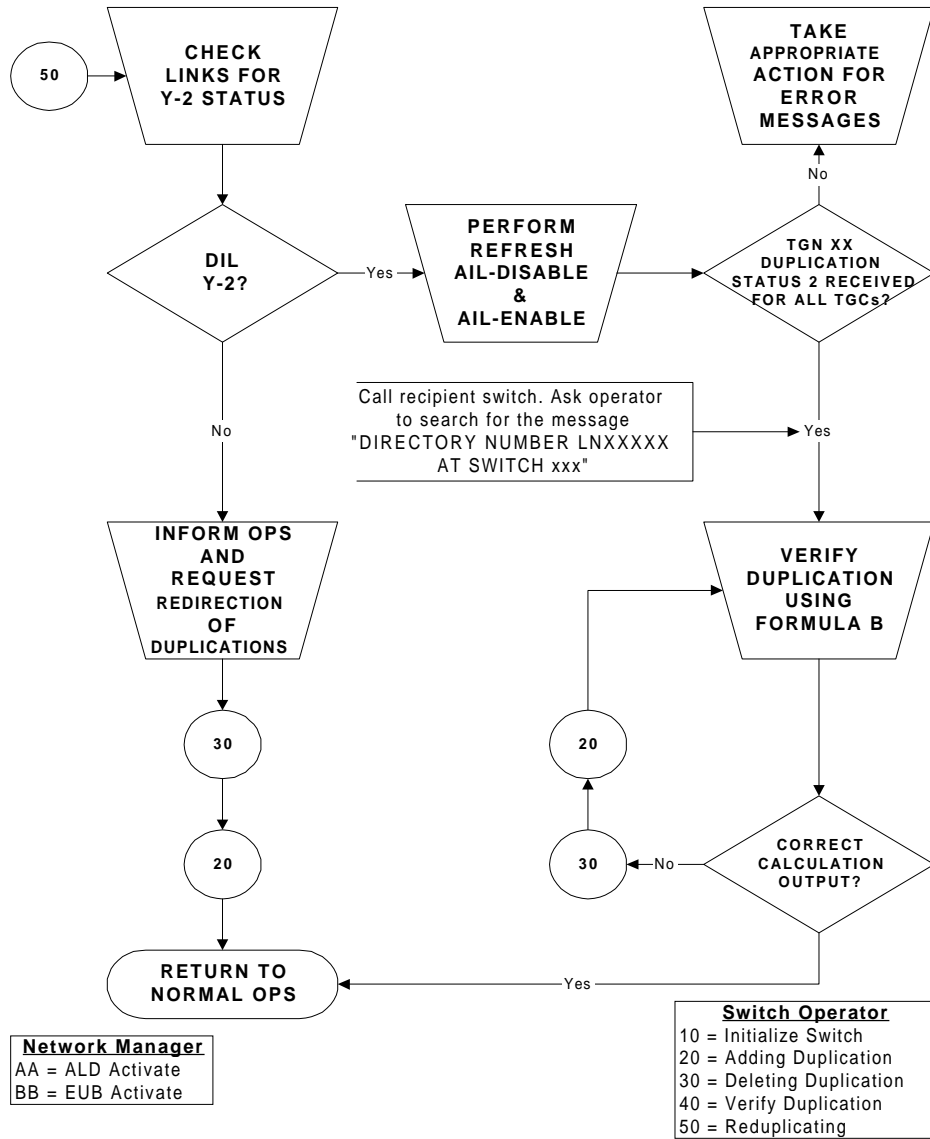 50
CHECK
LINKS FOR
Y-2 STATUS
TAKE
APPROPRIATE
ACTION FOR
ERROR
MESSAGES
No
DIL
Y-2?
Yes
PERFORM
REFRESH
AIL-DISABLE
&
AIL-ENABLE
TGN XX
DUPLICATION
STATUS 2 RECEIVED
FOR ALL TGCs?
No
Call recipient switch. Ask operator
to search for the message
"DIRECTORY NUMBER LNXXXXX
AT SWITCH xxx"
Yes
INFORM OPS
AND
REQUEST
REDIRECTION
OF
DUPLICATIONS
VERIFY
DUPLICATION
USING
FORMULA B
30
20
20
30
No
CORRECT
CALCULATION
OUTPUT?
RETURN TO
NORMAL OPS
Yes
Network Manager
AA = ALD Activate
BB = EUB Activate
Switch Operator
10 = Initialize Switch
20 = Adding Duplication
30 = Deleting Duplication
40 = Verify Duplication
50 = Reduplicating